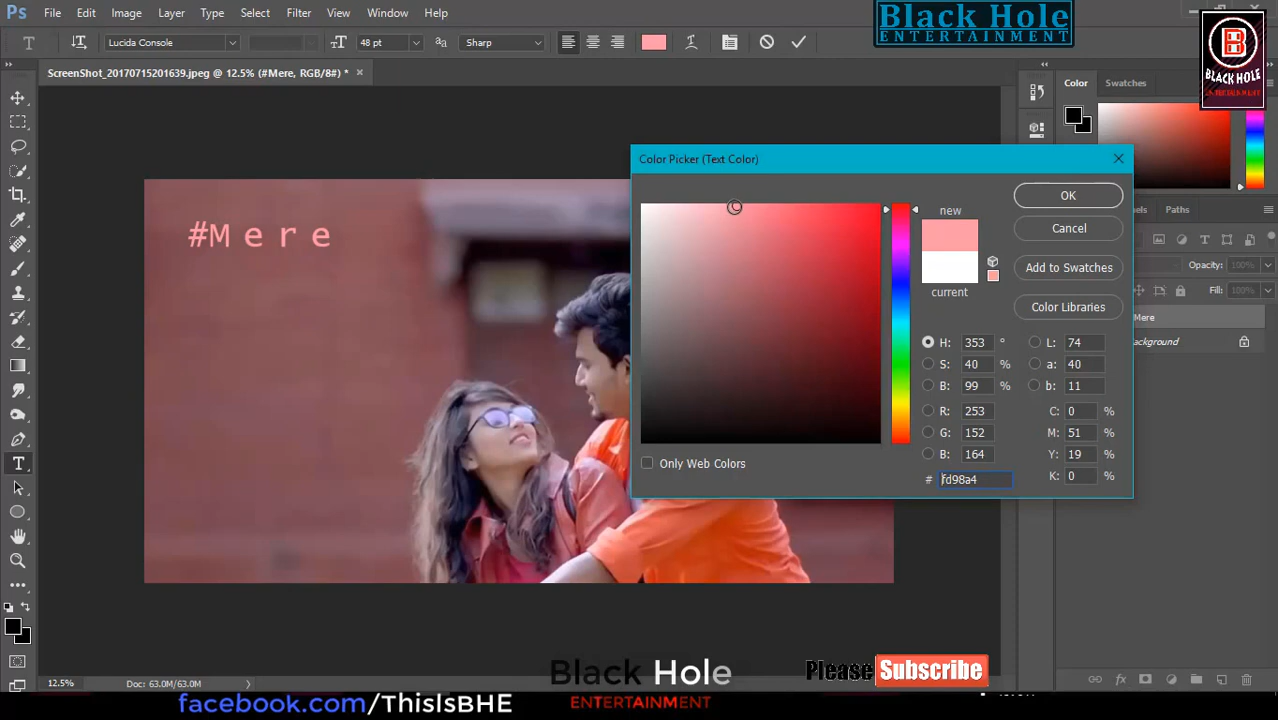 Ps File Edit Image Layer Type Select Filter 3D View Window Help
Black Hole
ENTERTAINMENT
BLACK HOLE
ENTERTAINMENT
T Lucida Console 48 pt Sharp
ScreenShot_20170715201639.jpeg @ 12.5% (#Mere, RGB/8#) * ×
Color Swatches
Color Picker (Text Color)
OK
new
Cancel
Add to Swatches
current
Color Libraries
H: 353 ° L: 74
S: 40 % a: 40
B: 99 % b: 11
R: 253 C: 0 %
G: 152 M: 51 %
B: 164 Y: 19 %
# fd98a4 K: 0 %
Only Web Colors
nels Paths
Opacity: 100%
Fill: 100%
Mere
ackground
#Mere
12.5% Doc: 63.0M/63.0M
Black Hole
ENTERTAINMENT
Please Subscribe
facebook.com/ThisIsBHE